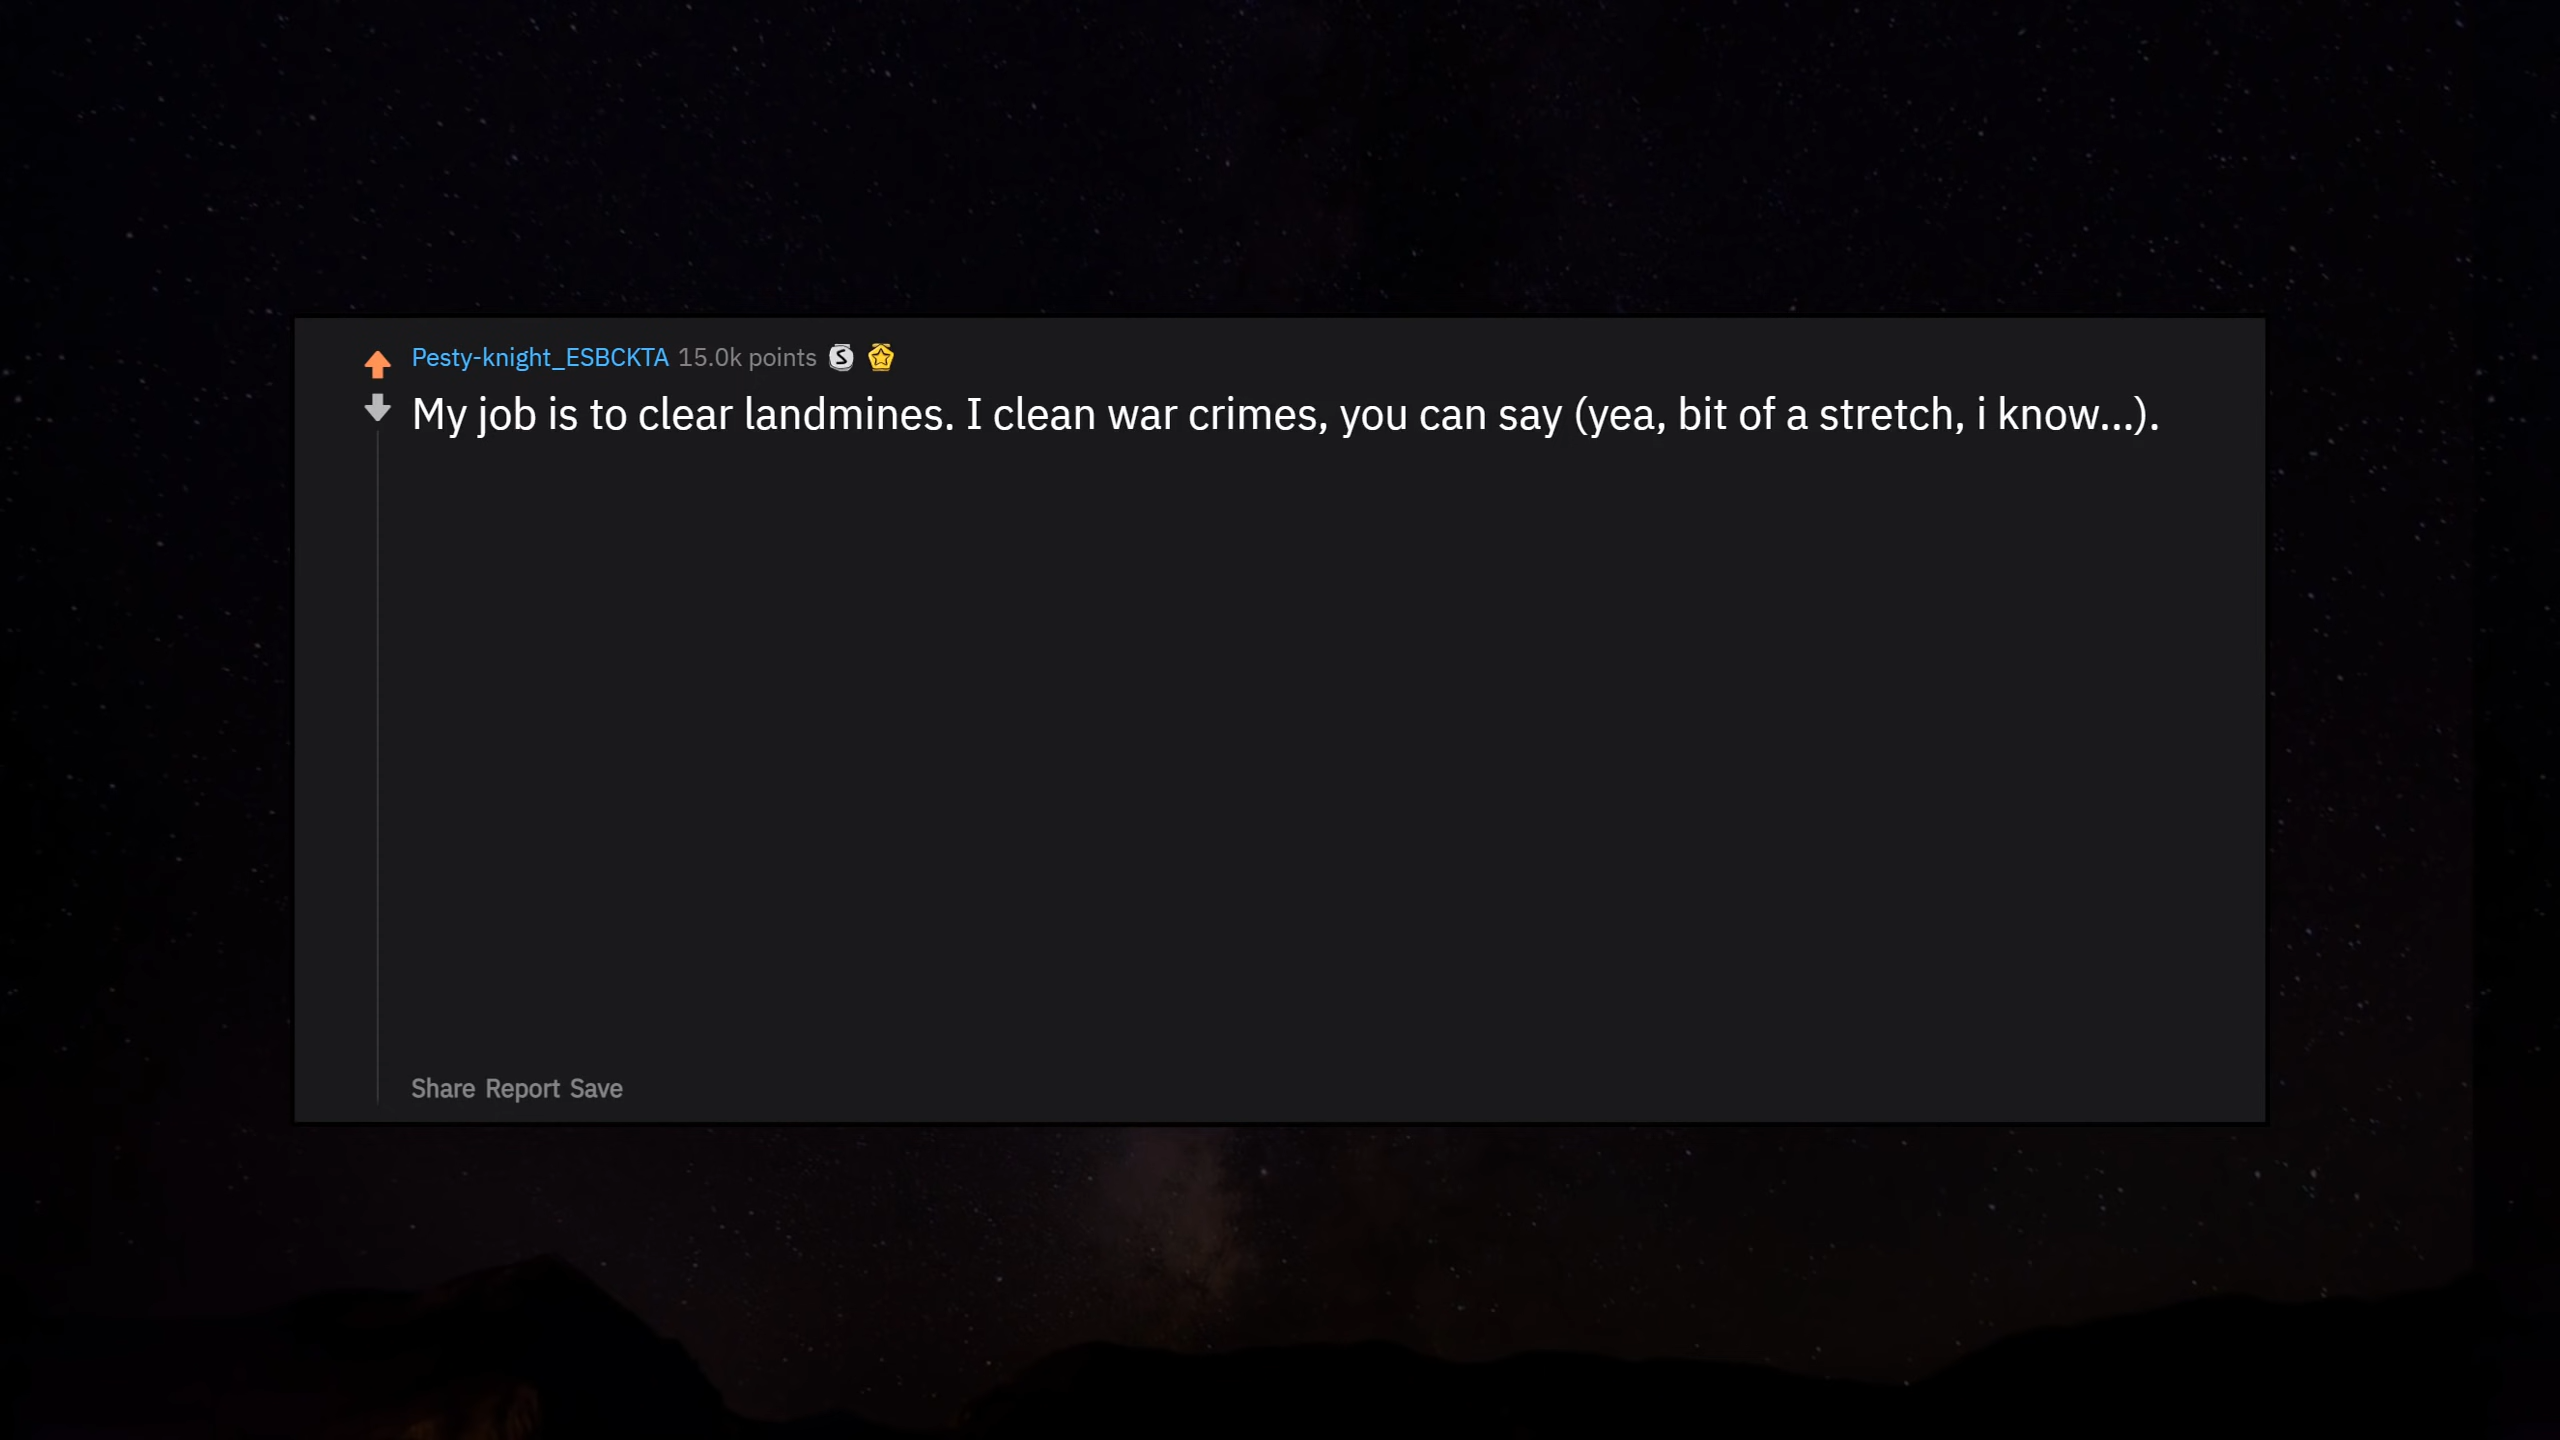 Pesty-knight_ESBCKTA 15.0k points S
My job is to clear landmines. I clean war crimes, you can say (yea, bit of a stretch, i know...).
Share Report Save